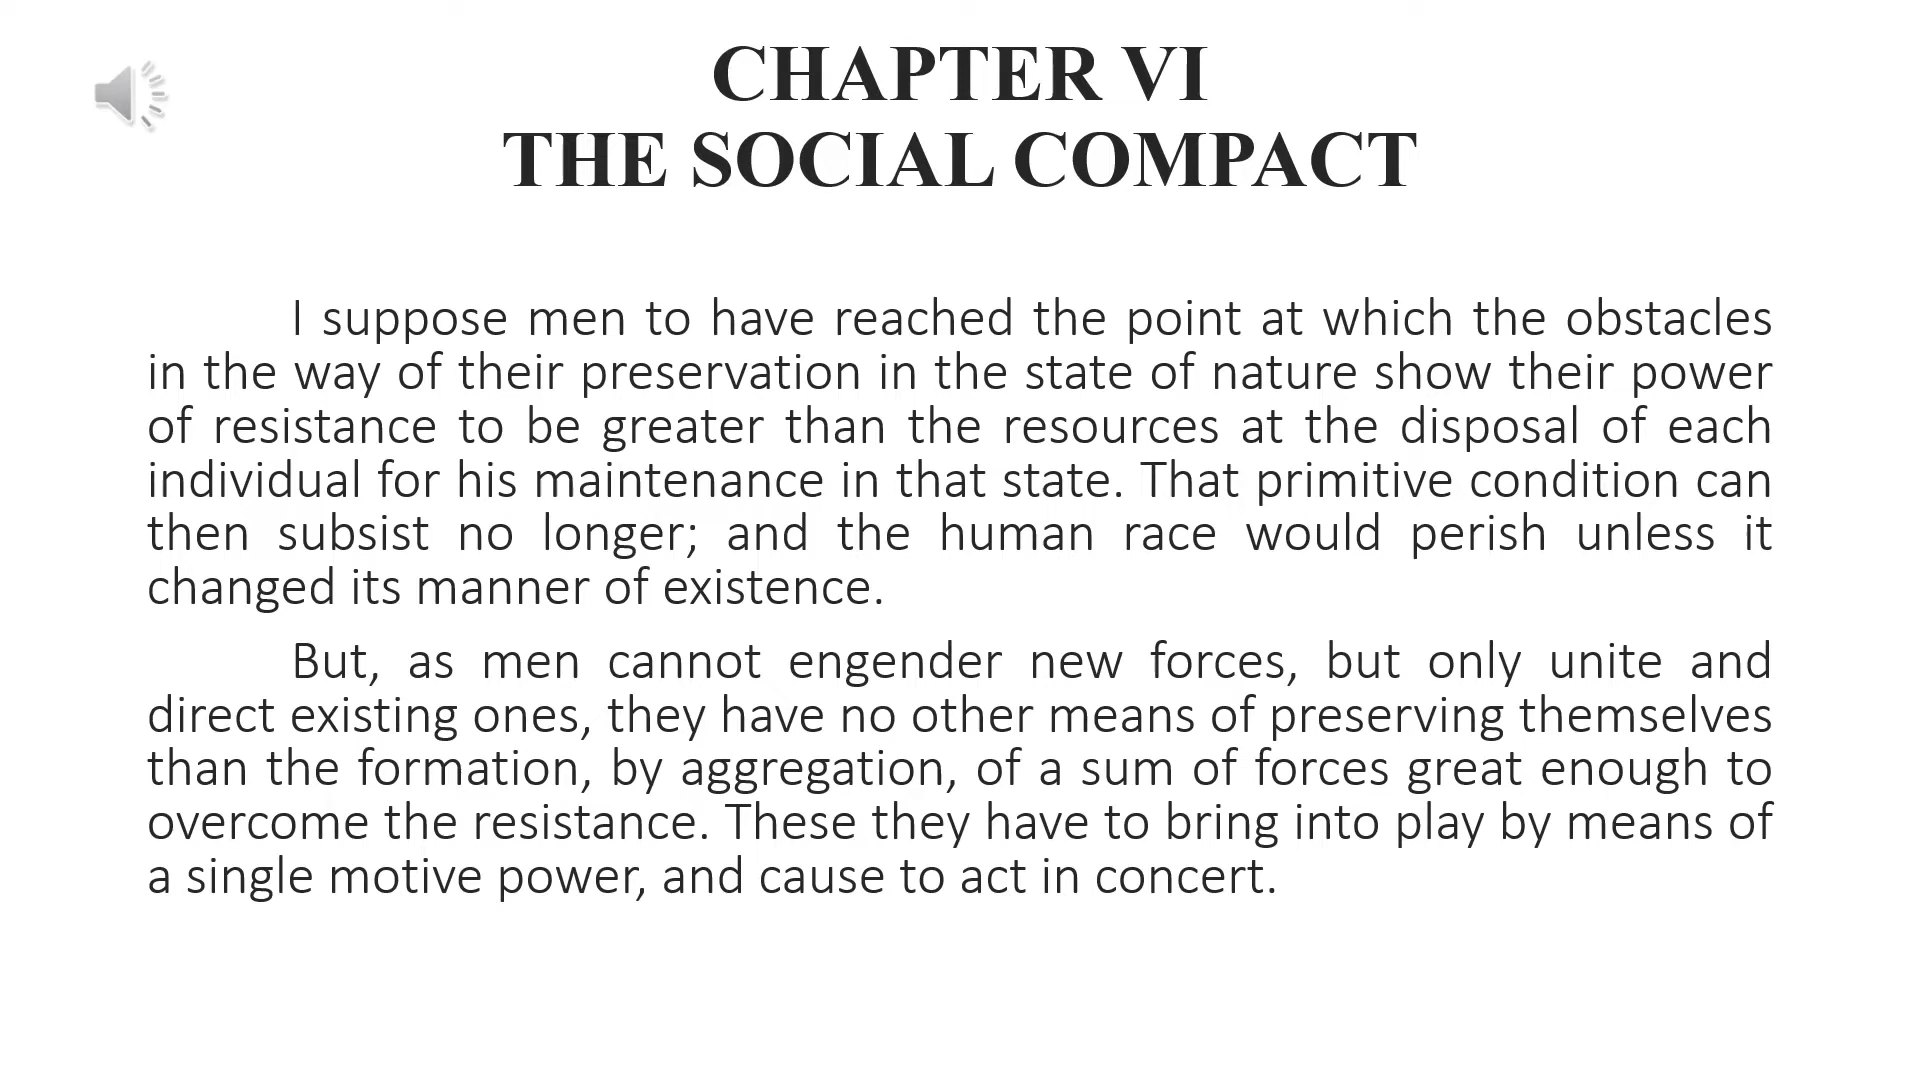 CHAPTER VI
THE SOCIAL COMPACT
I suppose men to have reached the point at which the obstacles
in the way of their preservation in the state of nature show their power
of resistance to be greater than the resources at the disposal of each
individual for his maintenance in that state. That primitive condition can
then subsist no longer; and the human race would perish unless it
changed its manner of existence.
But, as men cannot engender new forces, but only unite and
direct existing ones, they have no other means of preserving themselves
than the formation, by aggregation, of a sum of forces great enough to
overcome the resistance. These they have to bring into play by means of
a single motive power, and cause to act in concert.